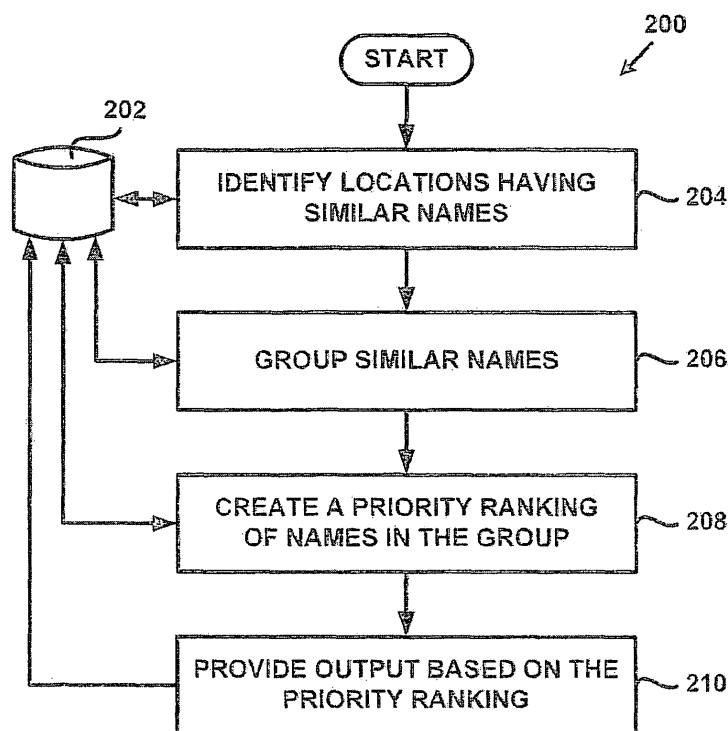 200
START
202
IDENTIFY LOCATIONS HAVING
SIMILAR NAMES
204
GROUP SIMILAR NAMES
206
CREATE A PRIORITY RANKING
OF NAMES IN THE GROUP
208
PROVIDE OUTPUT BASED ON THE
PRIORITY RANKING
210